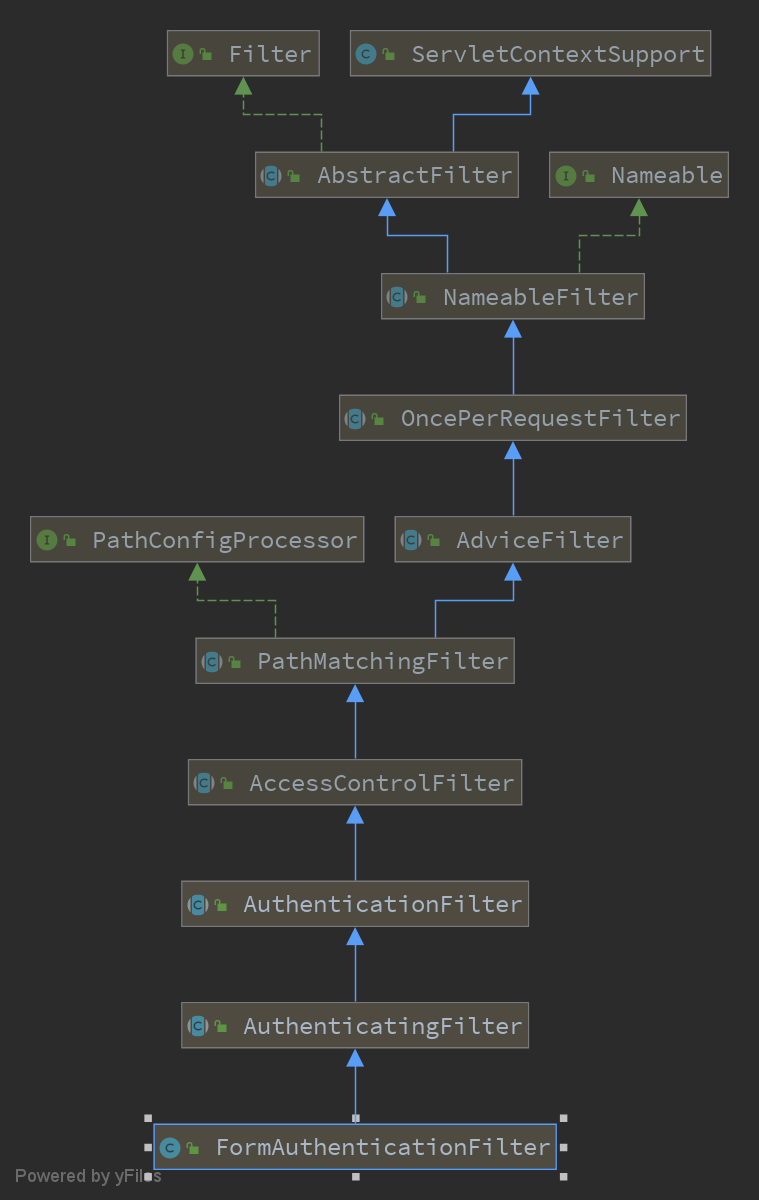 Filter
ServletContextSupport
AbstractFilter
Nameable
NameableFilter
OncePerRequestFilter
PathConfigProcessor
AdviceFilter
PathMatchingFilter
AccessControlFilter
AuthenticationFilter
AuthenticatingFilter
FormAuthenticationFilter
Powered by yFiles